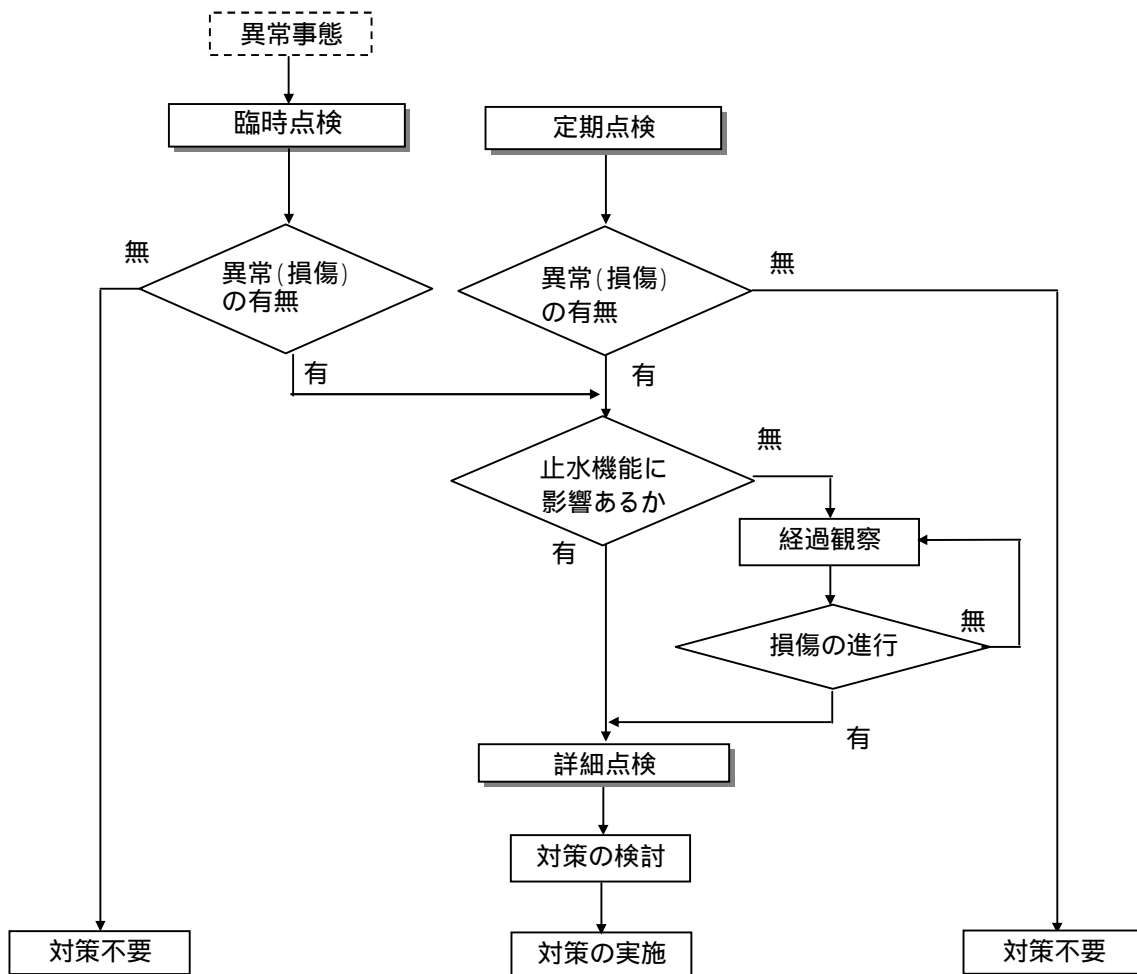 異常事態
臨時点検
定期点検
無
異常(損傷)
の有無
異常(損傷)
の有無
無
有
有
止水機能に
影響あるか
無
有
経過観察
損傷の進行
無
有
詳細点検
対策の検討
対策不要
対策の実施
対策不要